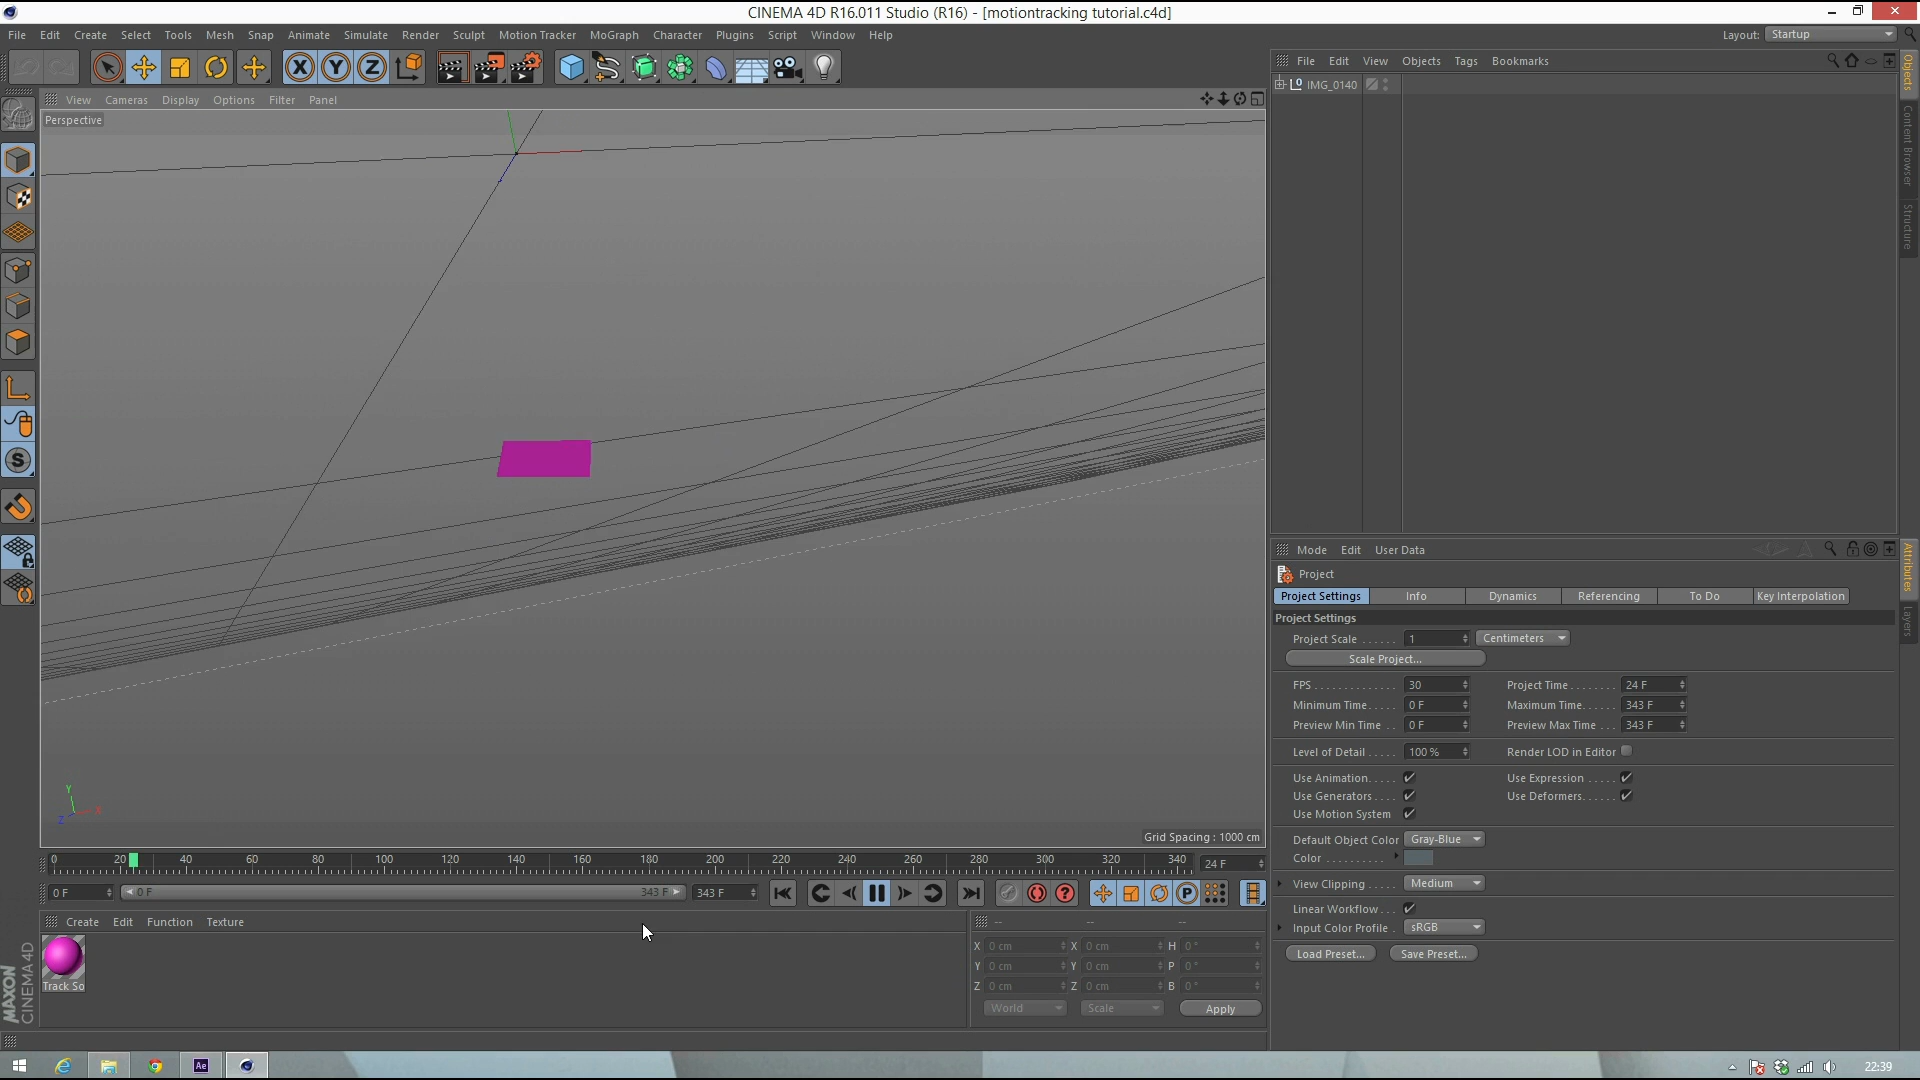 CINEMA 4D R16.011 Studio (R16) - [motiontracking tutorial.c4d]
File Edit Create Select Tools Mesh Snap Animate Simulate Render Sculpt Motion Tracker MoGraph Character Plugins Script Window Help
Layout: Startup
X Y Z
File Edit View Objects Tags Bookmarks
IMG_0140
Objects
Content Browser
Structure
View Cameras Display Options Filter Panel
Perspective
S
Y
X
Z
Grid Spacing : 1000 cm
Mode Edit User Data
Attributes
Layers
Project
Project Settings Info Dynamics Referencing To Do Key Interpolation
Project Settings
Project Scale ...... 1 Centimeters
Scale Project...
FPS ............. 30 Project Time........ 24 F
Minimum Time..... 0 F Maximum Time..... 343 F
Preview Min Time .. 0 F Preview Max Time ... 343 F
Level of Detail ..... 100 % Render LOD in Editor
Use Animation..... Use Expression .....
Use Generators .... Use Deformers......
Use Motion System
Default Object Color Gray-Blue
Color ..........
View Clipping ..... Medium
Linear Workflow ...
Input Color Profile . sRGB
Load Preset... Save Preset...
0 20 40 60 80 100 120 140 160 180 200 220 240 260 280 300 320 340 24 F
0 F 0 F 343 F 343 F
P
Create Edit Function Texture
Track So
-- -- --
X 0 cm X 0 cm H 0 °
Y 0 cm Y 0 cm P 0 °
Z 0 cm Z 0 cm B 0 °
World Scale Apply
MAXON
CINEMA 4D
Ae
22:39